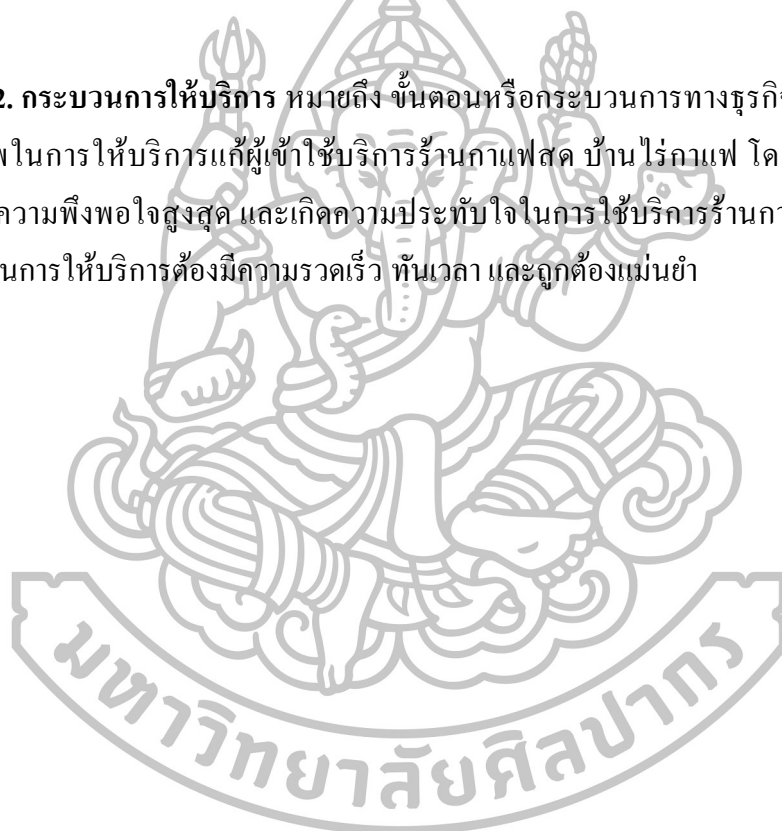 2. กระบวนการให้บริการ หมายถึง ขั้นตอนหรือกระบวนการทางธุรกิจ
พในการให้บริการแก้ผู้เข้าใช้บริการร้านกาแฟสด บ้านไร่กาแฟ โด
ความพึงพอใจสูงสุด และเกิดความประทับใจในการใช้บริการร้านกา
นการให้บริการต้องมีความรวดเร็ว ทันเวลา และถูกต้องแม่นยำ
มหาวิทยาลัยศิลปากร